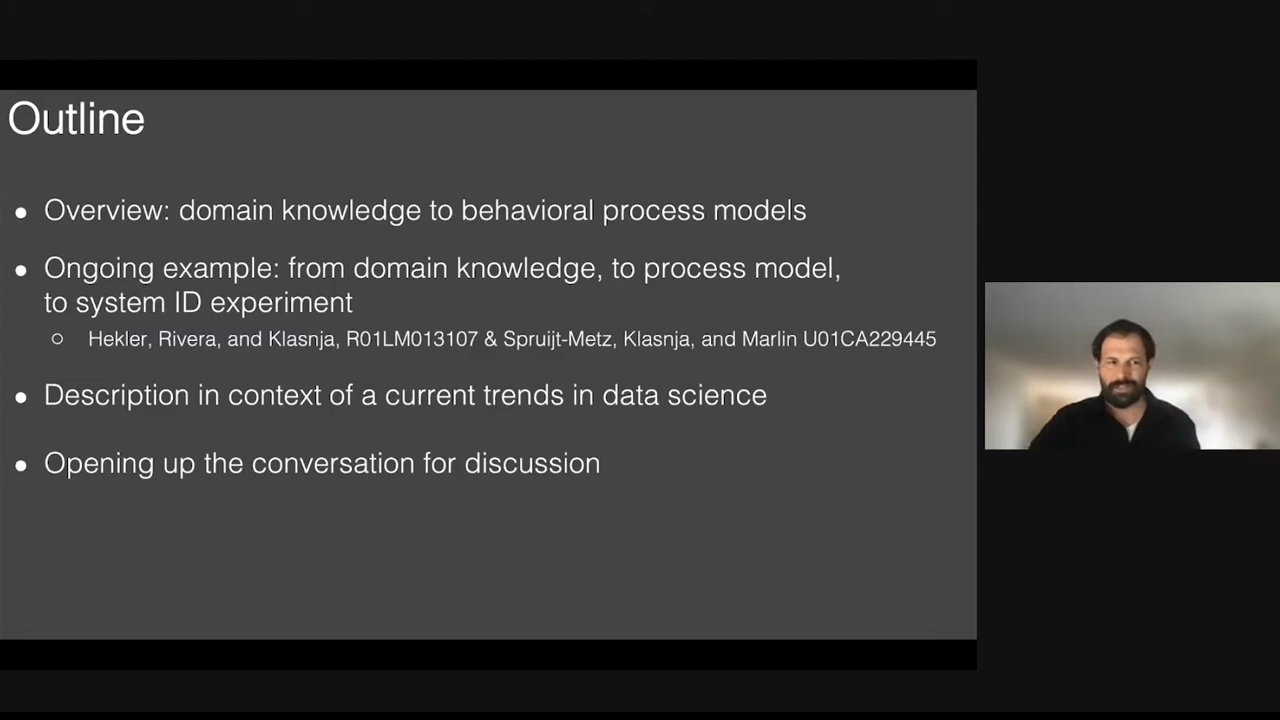 Outline
● Overview: domain knowledge to behavioral process models
● Ongoing example: from domain knowledge, to process model,
to system ID experiment
○ Hekler, Rivera, and Klasnja, R01LM013107 & Spruijt-Metz, Klasnja, and Marlin U01CA229445
● Description in context of a current trends in data science
● Opening up the conversation for discussion